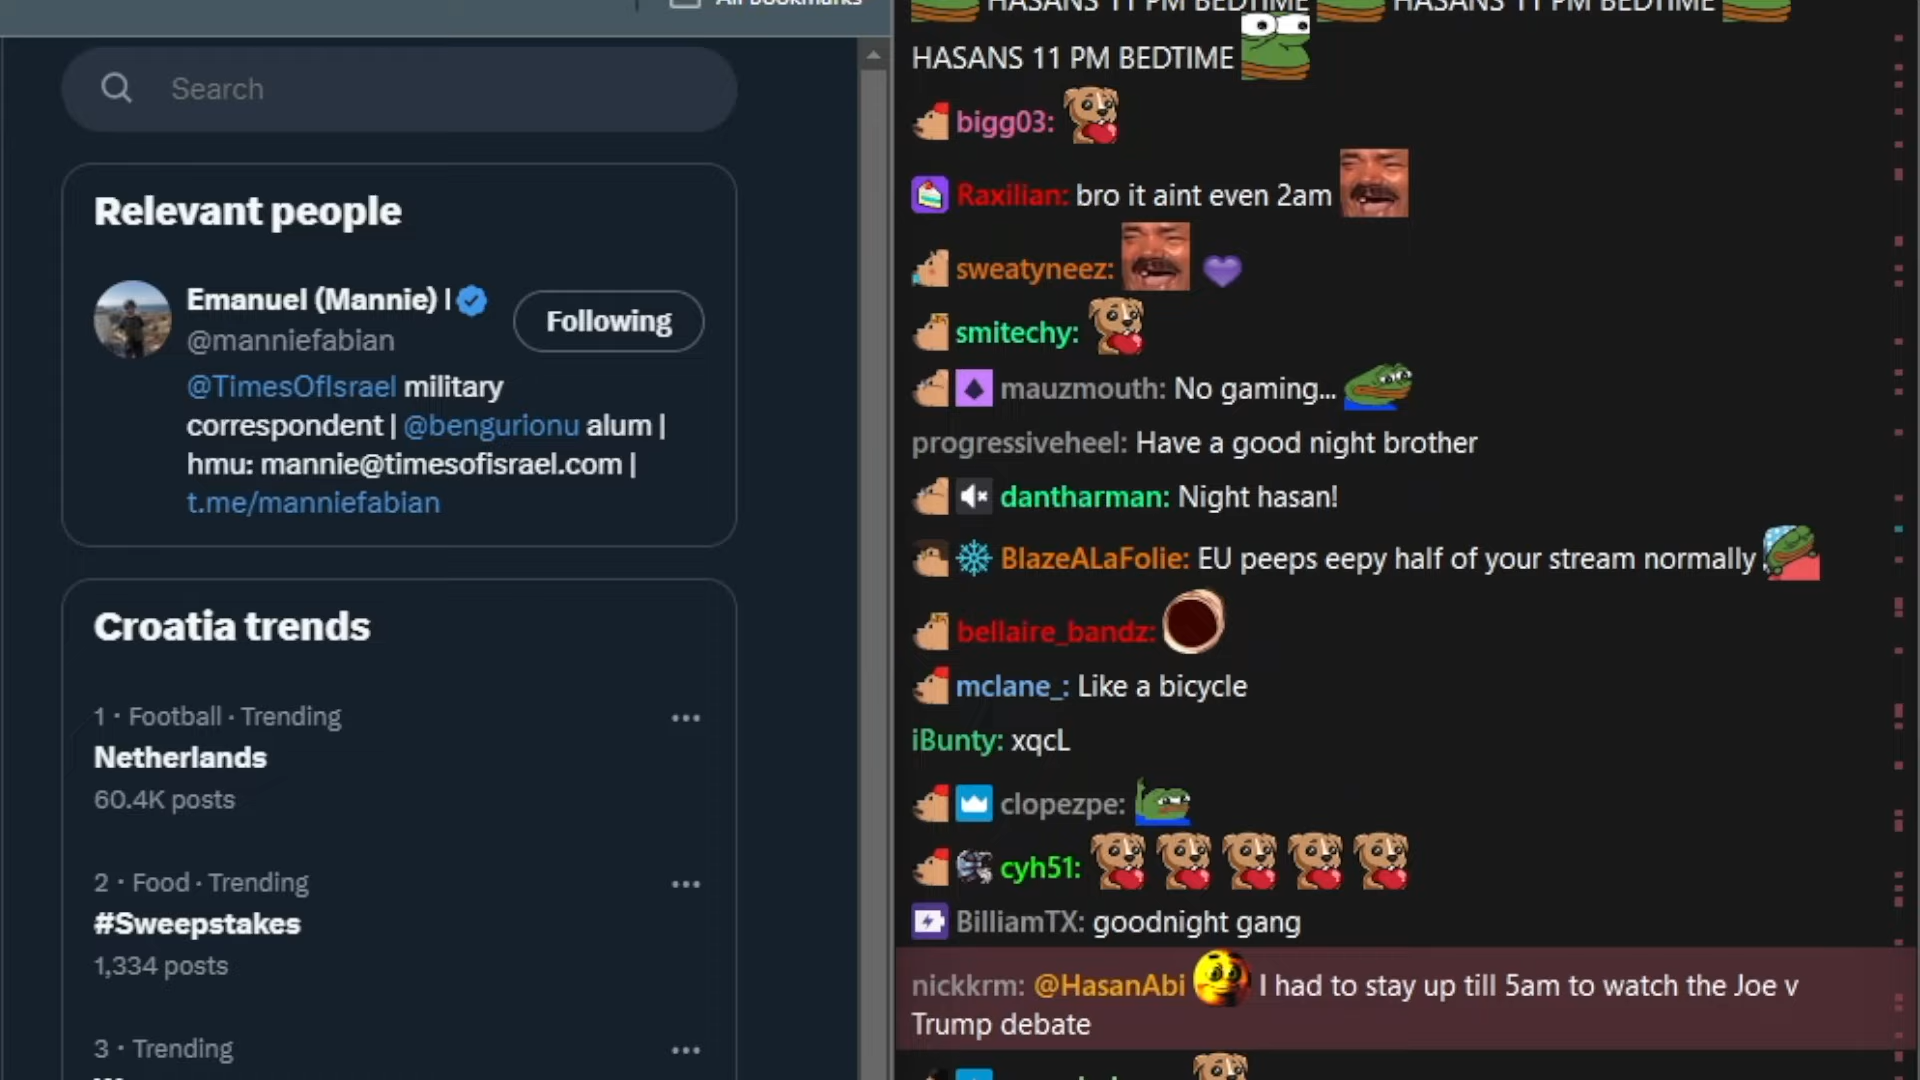 All Bookmarks
Search
Relevant people
Emanuel (Mannie) |
@manniefabian
Following
@TimesOfIsrael military
correspondent | @bengurionu alum |
hmu: mannie@timesofisrael.com |
t.me/manniefabian
Croatia trends
1 · Football · Trending
Netherlands
60.4K posts
2 · Food · Trending
#Sweepstakes
1,334 posts
3 · Trending
HASANS 11 PM BEDTIME HASANS 11 PM BEDTIME
HASANS 11 PM BEDTIME
bigg03:
Raxilian: bro it aint even 2am
sweatyneez:
smitechy:
mauzmouth: No gaming...
progressiveheel: Have a good night brother
dantharman: Night hasan!
BlazeALaFolie: EU peeps eepy half of your stream normally
bellaire_bandz:
mclane_: Like a bicycle
iBunty: xqcL
clopezpe:
cyh51:
BilliamTX: goodnight gang
nickkrm: @HasanAbi I had to stay up till 5am to watch the Joe v
Trump debate